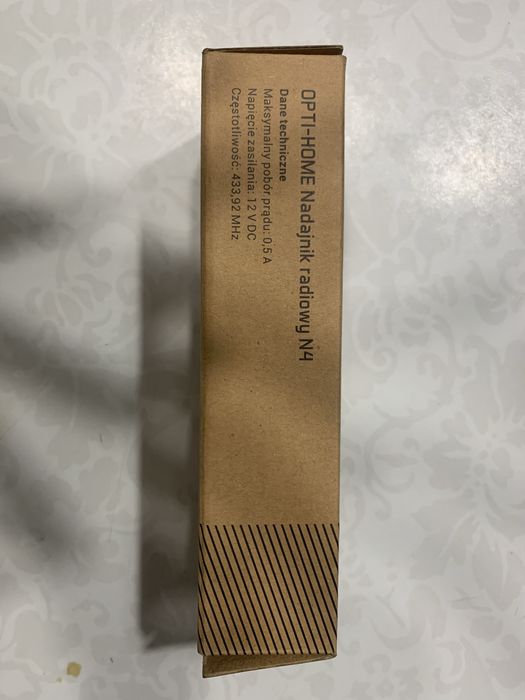 OPTI-HOME Nadajnik radiowy N4
Dane techniczne
Maksymalny pobór prądu: 0,5 A
Napięcie zasilania: 12 V DC
Częstotliwość: 433,92 MHz